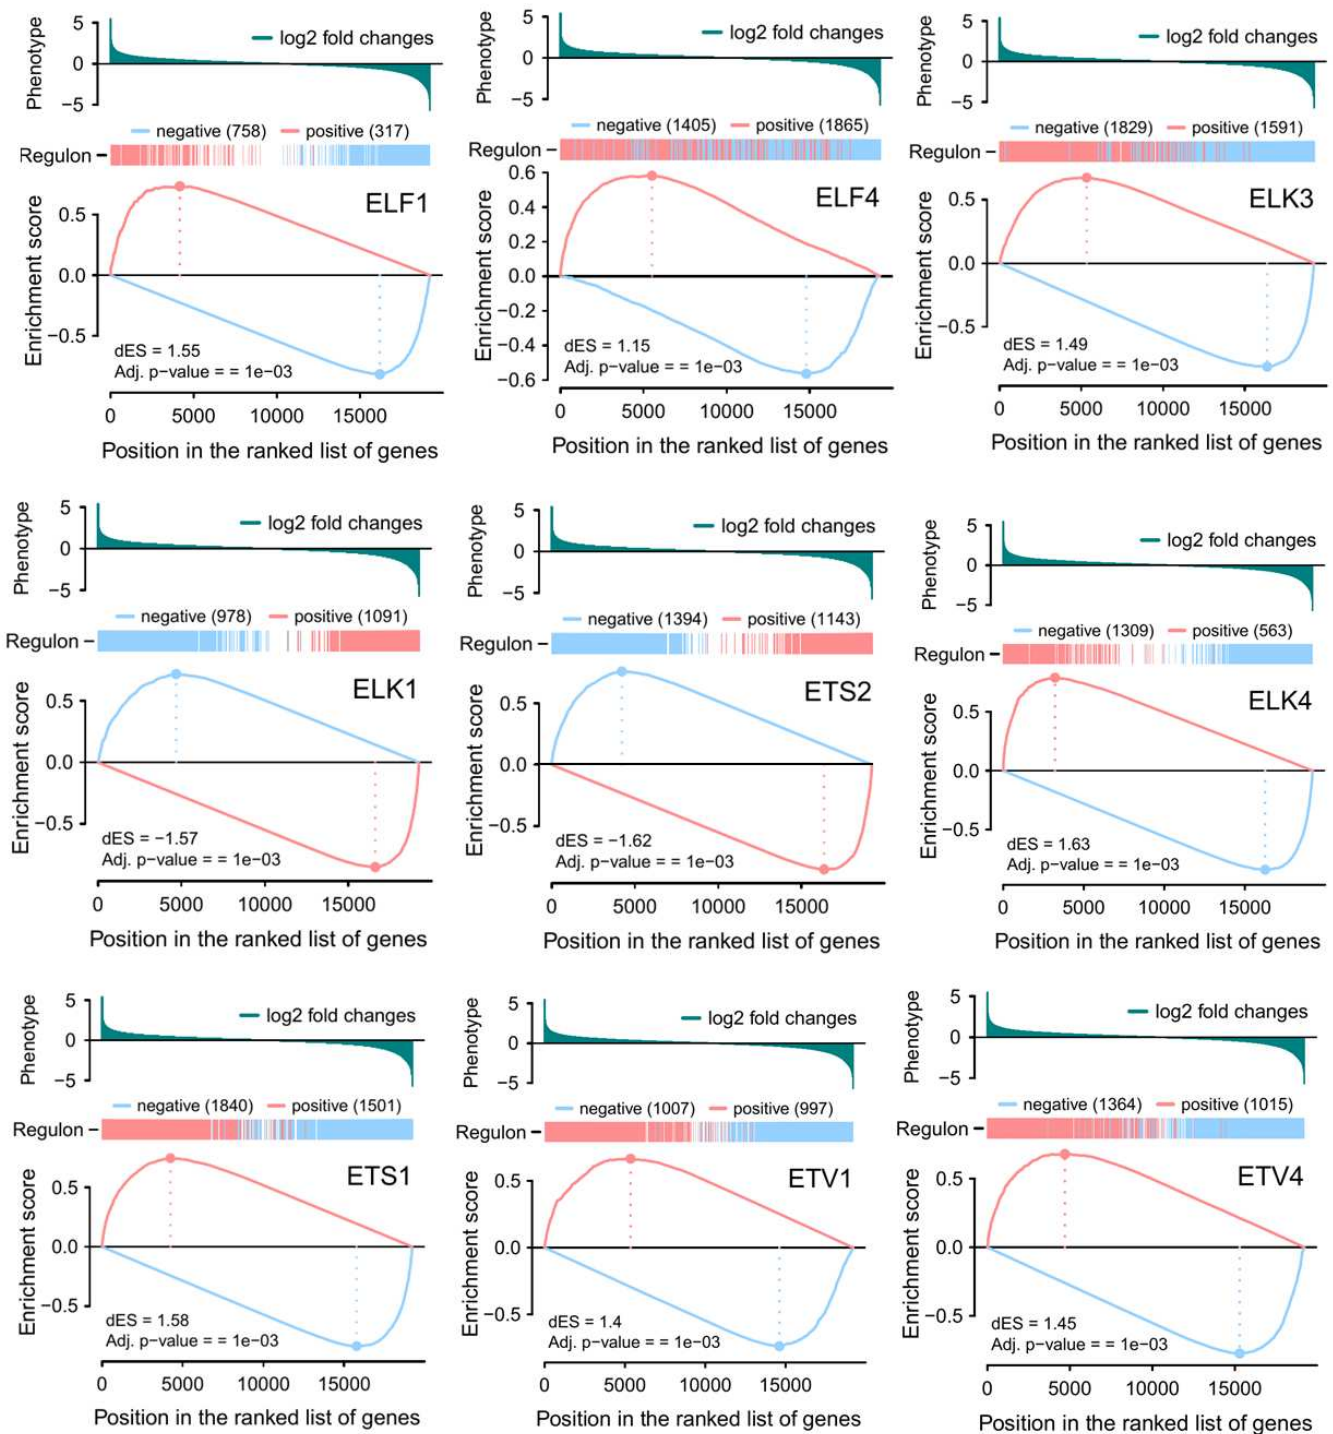 5
0
−5
Phenotype
log2 fold changes
negative (758) positive (317)
Regulon
ELF1
0.5
0.0
−0.5
Enrichment score
dES = 1.55
Adj. p−value = = 1e−03
0 5000 10000 15000
Position in the ranked list of genes
5
0
−5
Phenotype
log2 fold changes
negative (1405) positive (1865)
Regulon
ELF4
0.6
0.4
0.2
0.0
−0.2
−0.4
−0.6
Enrichment score
dES = 1.15
Adj. p−value = = 1e−03
0 5000 10000 15000
Position in the ranked list of genes
5
0
−5
Phenotype
log2 fold changes
negative (1829) positive (1591)
Regulon
ELK3
0.5
0.0
−0.5
Enrichment score
dES = 1.49
Adj. p−value = = 1e−03
0 5000 10000 15000
Position in the ranked list of genes
5
0
−5
Phenotype
log2 fold changes
negative (978) positive (1091)
Regulon
ELK1
0.5
0.0
−0.5
Enrichment score
dES = −1.57
Adj. p−value = = 1e−03
0 5000 10000 15000
Position in the ranked list of genes
5
0
−5
Phenotype
log2 fold changes
negative (1394) positive (1143)
Regulon
ETS2
0.5
0.0
−0.5
Enrichment score
dES = −1.62
Adj. p−value = = 1e−03
0 5000 10000 15000
Position in the ranked list of genes
5
0
−5
Phenotype
log2 fold changes
negative (1309) positive (563)
Regulon
ELK4
0.5
0.0
−0.5
Enrichment score
dES = 1.63
Adj. p−value = = 1e−03
0 5000 10000 15000
Position in the ranked list of genes
5
0
−5
Phenotype
log2 fold changes
negative (1840) positive (1501)
Regulon
ETS1
0.5
0.0
−0.5
Enrichment score
dES = 1.58
Adj. p−value = = 1e−03
0 5000 10000 15000
Position in the ranked list of genes
5
0
−5
Phenotype
log2 fold changes
negative (1007) positive (997)
Regulon
ETV1
0.5
0.0
−0.5
Enrichment score
dES = 1.4
Adj. p−value = = 1e−03
0 5000 10000 15000
Position in the ranked list of genes
5
0
−5
Phenotype
log2 fold changes
negative (1364) positive (1015)
Regulon
ETV4
0.5
0.0
−0.5
Enrichment score
dES = 1.45
Adj. p−value = = 1e−03
0 5000 10000 15000
Position in the ranked list of genes